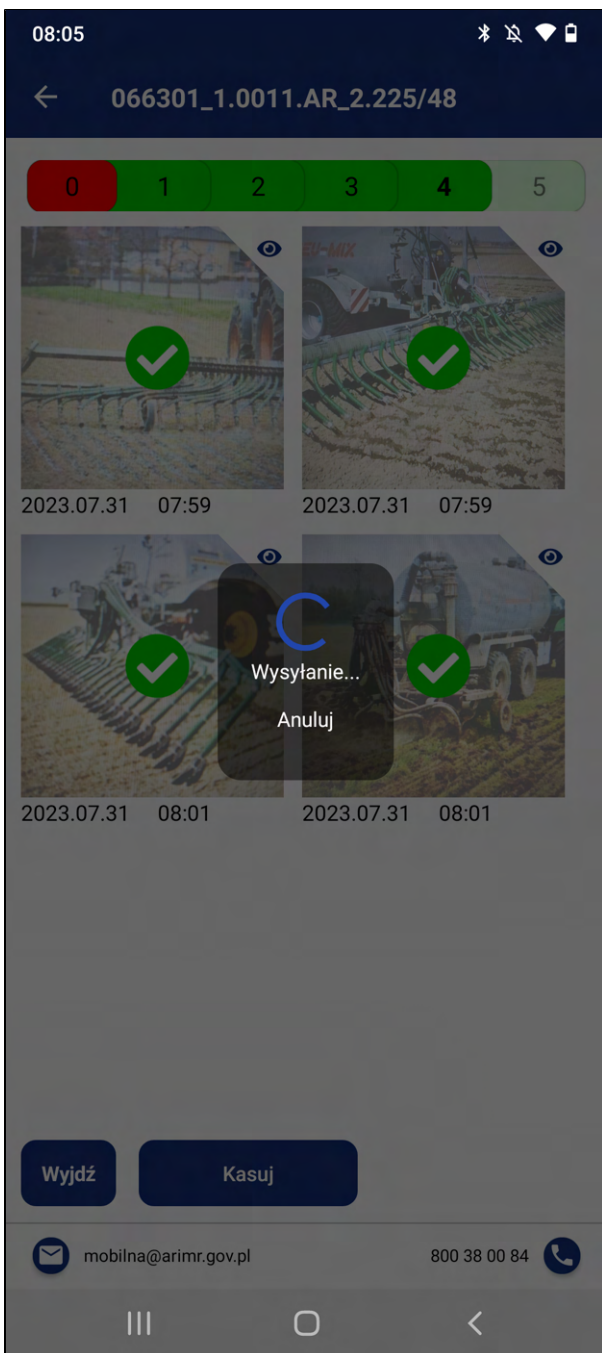 08:05
066301_1.0011.AR_2.225/48
0 1 2 3 4 5
EU-MIX
2023.07.31 07:59 2023.07.31 07:59
Wysyłanie...
Anuluj
2023.07.31 08:01 2023.07.31 08:01
Wyjdź Kasuj
mobilna@arimr.gov.pl 800 38 00 84